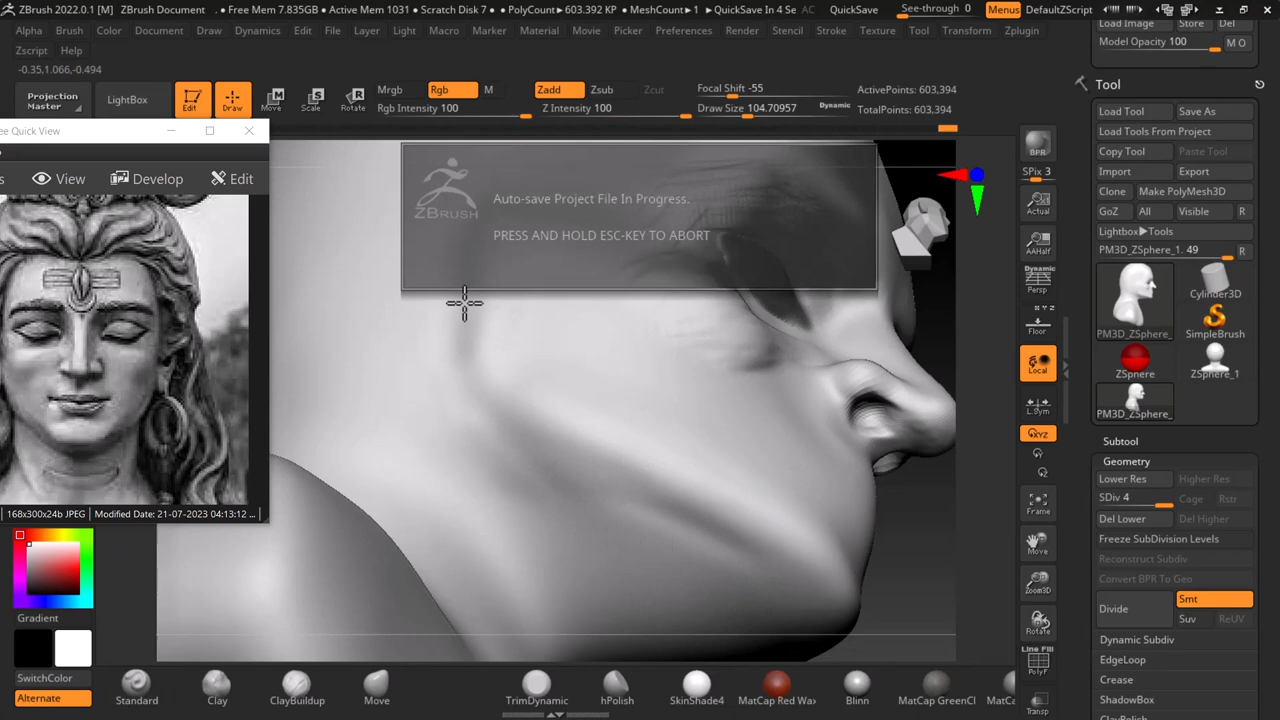 ZBrush 2022.0.1 [M] ZBrush Document . ● Free Mem 7.835GB ● Active Mem 1031 ● Scratch Disk 7 ● PolyCount►603.392 KP ● MeshCount►1 ►QuickSave In 4 Se AC QuickSave See-through 0 Menus DefaultZScript
Alpha Brush Color Document Draw Dynamics Edit File Layer Light Macro Marker Material Movie Picker Preferences Render Stencil Stroke Texture Tool Transform Zplugin
Zscript Help
-0.35,1.066,-0.494
Projection Master
LightBox
Edit
Draw
Move
Scale
Rotate
Mrgb Rgb M
Rgb Intensity 100
Zadd Zsub Zcut
Z Intensity 100
Focal Shift -55
Draw Size 104.70957 Dynamic
ActivePoints: 603,394
TotalPoints: 603,394
ee Quick View
s View Develop Edit
168x300x24b JPEG Modified Date: 21-07-2023 04:13:12 ...
ZBRUSH
Auto-save Project File In Progress.
PRESS AND HOLD ESC-KEY TO ABORT
Gradient
SwitchColor
Alternate
Standard Clay ClayBuildup Move TrimDynamic hPolish SkinShade4 MatCap Red Wax Blinn MatCap GreenCl MatCa
BPR
SPix 3
Actual
AAHalf
Dynamic
Persp
X Y Z
Floor
Local
L.Sym
XYZ
Y
Z
Frame
Move
Zoom3D
Rotate
Line Fill
PolyF
Transp
Load Image Store Del
Model Opacity 100 M O
Tool
Load Tool Save As
Load Tools From Project
Copy Tool Paste Tool
Import Export
Clone Make PolyMesh3D
GoZ All Visible R
Lightbox►Tools
PM3D_ZSphere_1. 49 R
PM3D_ZSphere_ Cylinder3D
SimpleBrush
ZSphere ZSphere_1
PM3D_ZSphere_
Subtool
Geometry
Lower Res Higher Res
SDiv 4 Cage Rstr
Del Lower Del Higher
Freeze SubDivision Levels
Reconstruct Subdiv
Convert BPR To Geo
Divide Smt
Suv ReUV
Dynamic Subdiv
EdgeLoop
Crease
ShadowBox
ClayPolish